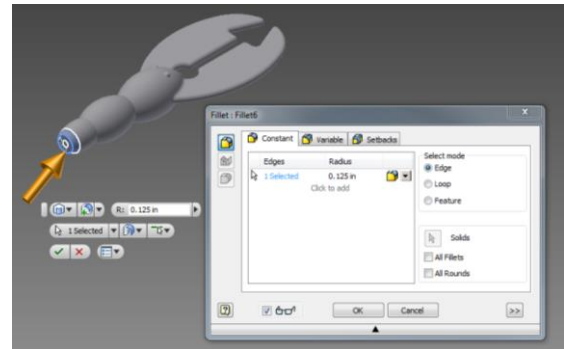 Fillet : Fillet6
x
Constant
Variable
Setbacks
Edges
Radius
1 Selected
0.125 in
Click to add
Select mode
Edge
Loop
Feature
Solids
All Fillets
All Rounds
R: 0.125 in
1 Selected
?
OK
Cancel
>>